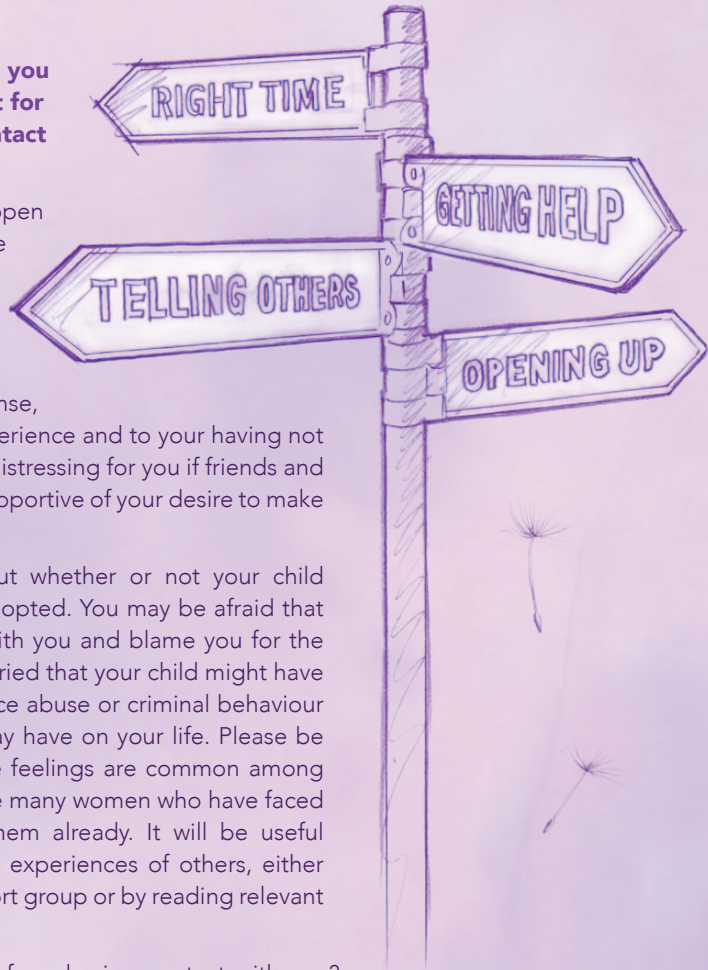 you
for
ntact
RIGHT TIME
GETTING HELP
TELLING OTHERS
OPENING UP
open
e
nse,
erience and to your having not
istressing for you if friends and
pportive of your desire to make
ut whether or not your child
opted. You may be afraid that
ith you and blame you for the
ried that your child might have
ce abuse or criminal behaviour
ay have on your life. Please be
e feelings are common among
e many women who have faced
hem already. It will be useful
experiences of others, either
rt group or by reading relevant